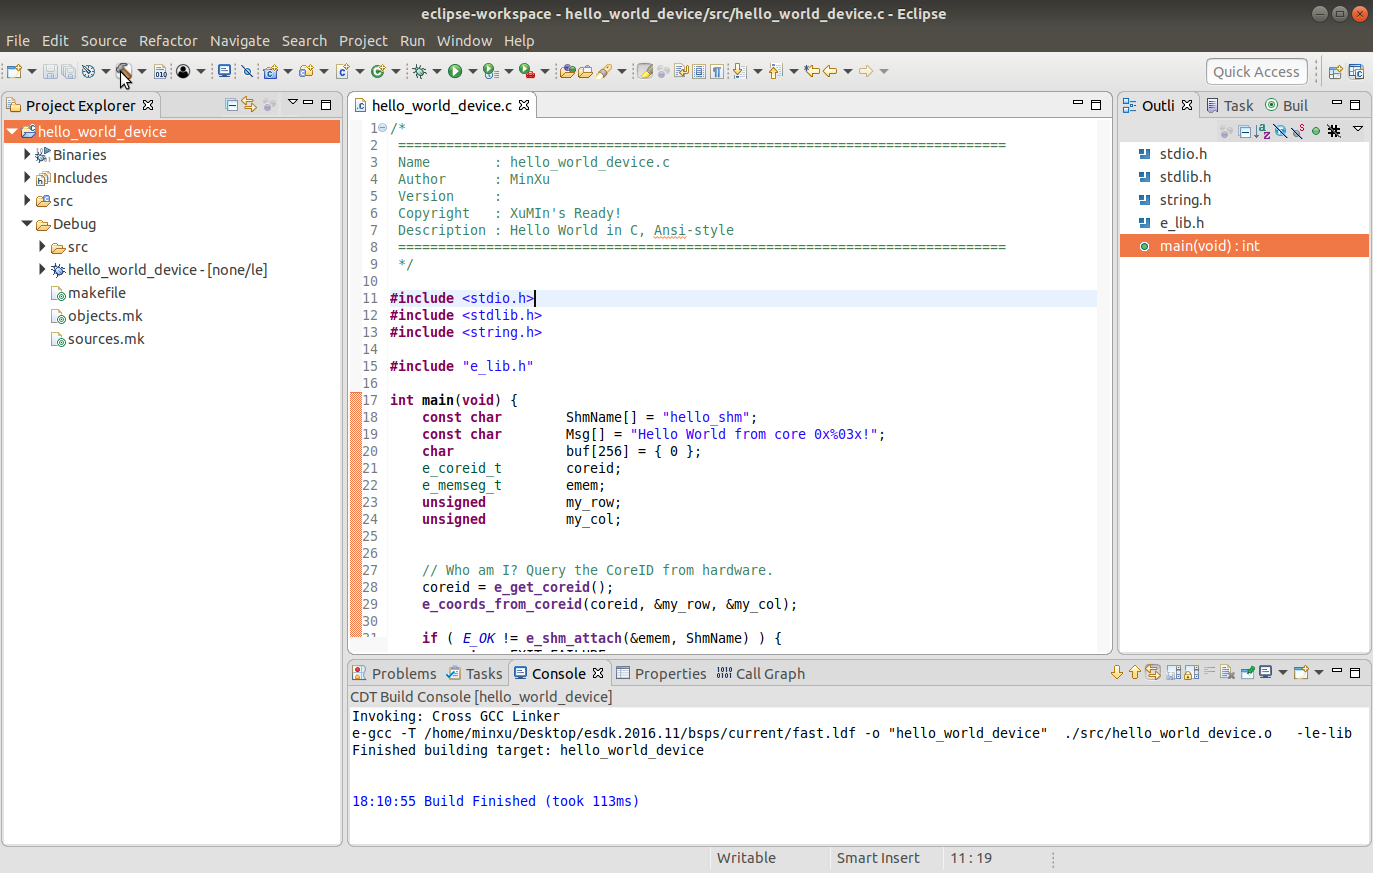 eclipse-workspace - hello_world_device/src/hello_world_device.c - Eclipse
File Edit Source Refactor Navigate Search Project Run Window Help
Quick Access
Project Explorer
hello_world_device
Binaries
Includes
src
Debug
src
hello_world_device - [none/le]
makefile
objects.mk
sources.mk
hello_world_device.c
1 /*
2 ============================================================================
3 Name        : hello_world_device.c
4 Author      : MinXu
5 Version     :
6 Copyright   : XuMIn's Ready!
7 Description : Hello World in C, Ansi-style
8 ============================================================================
9 */
10
11 #include <stdio.h>
12 #include <stdlib.h>
13 #include <string.h>
14
15 #include "e_lib.h"
16
17 int main(void) {
18     const char        ShmName[] = "hello_shm";
19     const char        Msg[] = "Hello World from core 0x%03x!";
20     char              buf[256] = { 0 };
21     e_coreid_t        coreid;
22     e_memseg_t        emem;
23     unsigned          my_row;
24     unsigned          my_col;
25
26
27     // Who am I? Query the CoreID from hardware.
28     coreid = e_get_coreid();
29     e_coords_from_coreid(coreid, &my_row, &my_col);
30
31     if ( E_OK != e_shm_attach(&emem, ShmName) ) {
Outli Task Buil
stdio.h
stdlib.h
string.h
e_lib.h
main(void) : int
Problems Tasks Console Properties Call Graph
CDT Build Console [hello_world_device]
Invoking: Cross GCC Linker
e-gcc -T /home/minxu/Desktop/esdk.2016.11/bsps/current/fast.ldf -o "hello_world_device"  ./src/hello_world_device.o   -le-lib
Finished building target: hello_world_device
18:10:55 Build Finished (took 113ms)
Writable Smart Insert 11 : 19